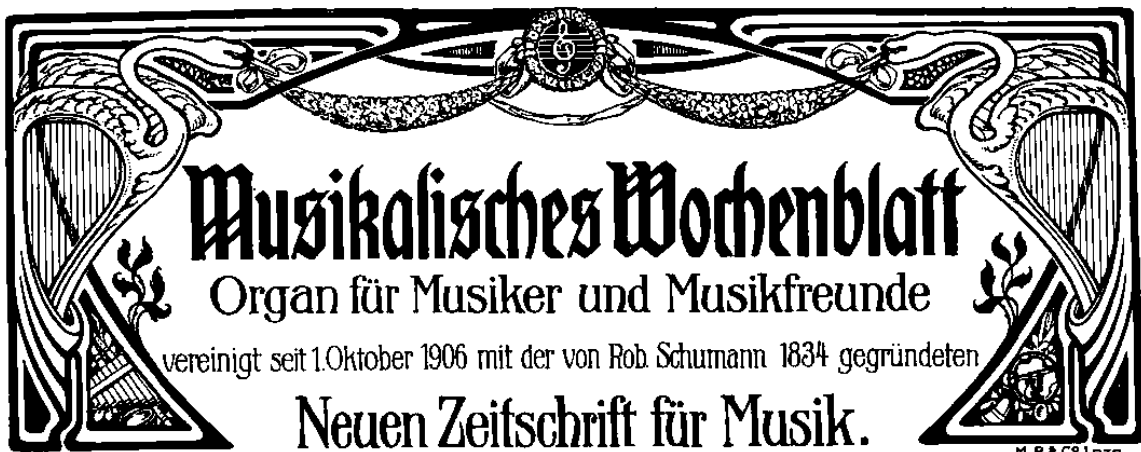 Musikalisches Wochenblatt
Organ für Musiker und Musikfreunde
vereinigt seit 1. Oktober 1906 mit der von Rob. Schumann 1834 gegründeten
Neuen Zeitschrift für Musik.